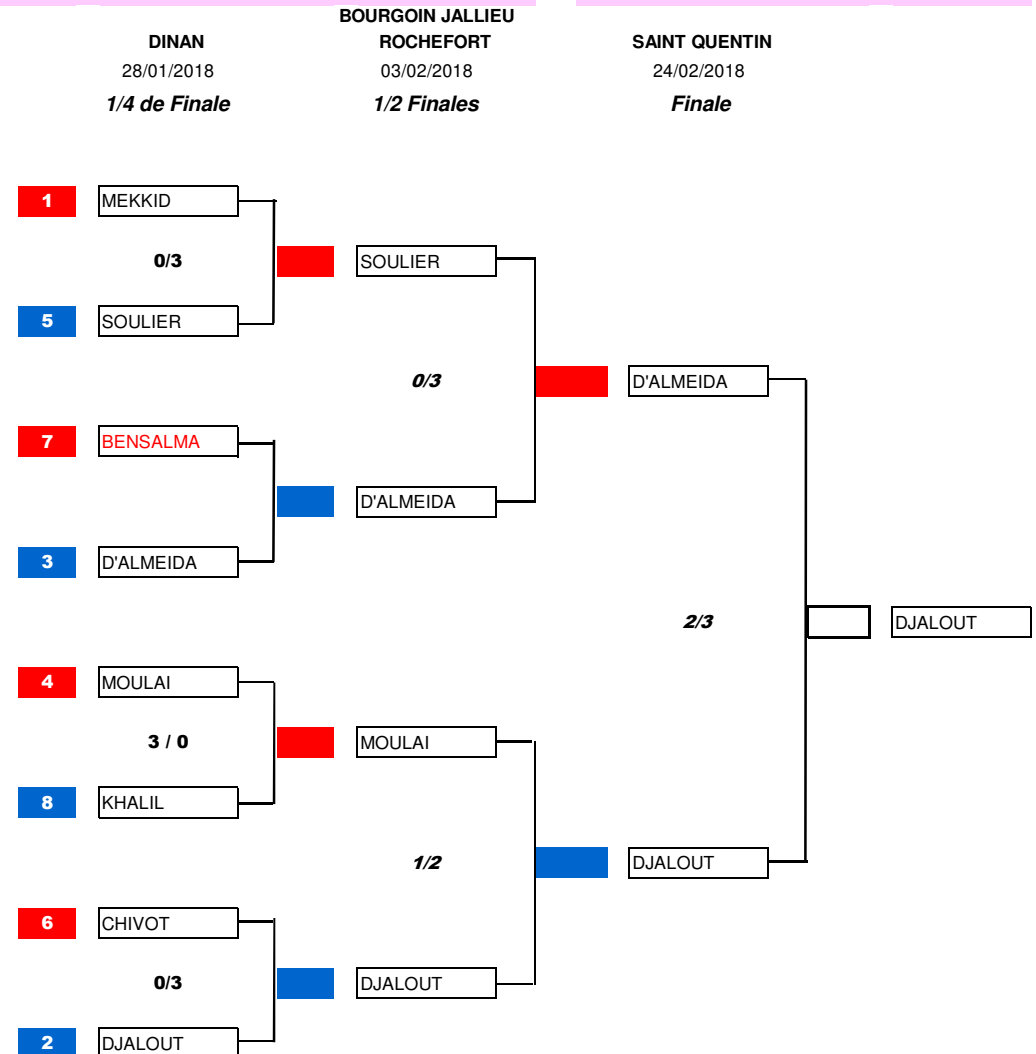 BOURGOIN JALLIEU
DINAN ROCHEFORT SAINT QUENTIN
28/01/2018 03/02/2018 24/02/2018
1/4 de Finale 1/2 Finales Finale
1 MEKKID
0/3 SOULIER
5 SOULIER
0/3 D'ALMEIDA
7 BENSALMA
D'ALMEIDA
3 D'ALMEIDA
2/3 DJALOUT
4 MOULAI
3 / 0 MOULAI
8 KHALIL
1/2 DJALOUT
6 CHIVOT
0/3 DJALOUT
2 DJALOUT